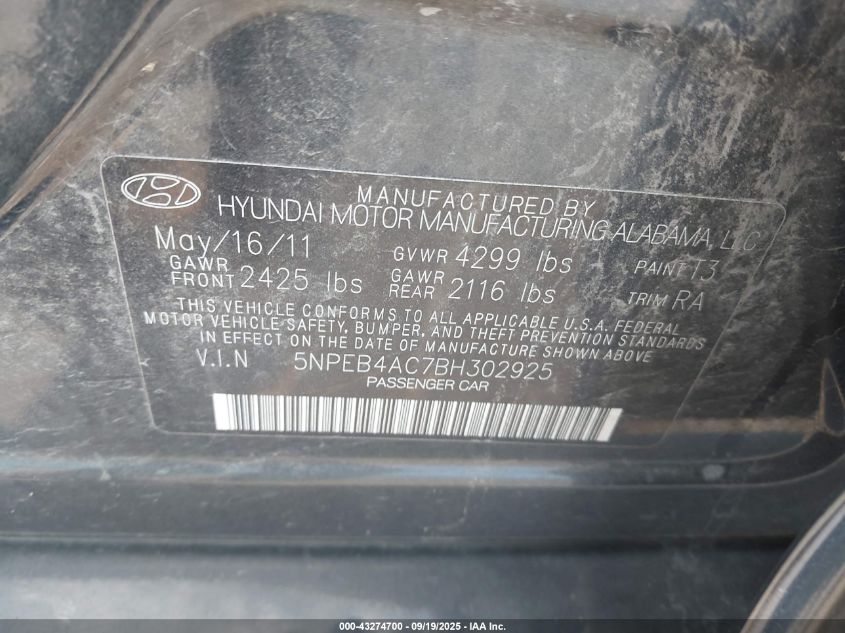 MANUFACTURED BY
HYUNDAI MOTOR MANUFACTURING ALABAMA, LLC
May/16/11 GVWR 4299 lbs PAINT T3
GAWR FRONT 2425 lbs GAWR REAR 2116 lbs TRIM RA
THIS VEHICLE CONFORMS TO ALL APPLICABLE U.S.A. FEDERAL
MOTOR VEHICLE SAFETY, BUMPER, AND THEFT PREVENTION STANDARDS
IN EFFECT ON THE DATE OF MANUFACTURE SHOWN ABOVE
V.I.N 5NPEB4AC7BH302925
PASSENGER CAR
000-43274700 - 09/19/2025 - IAA Inc.